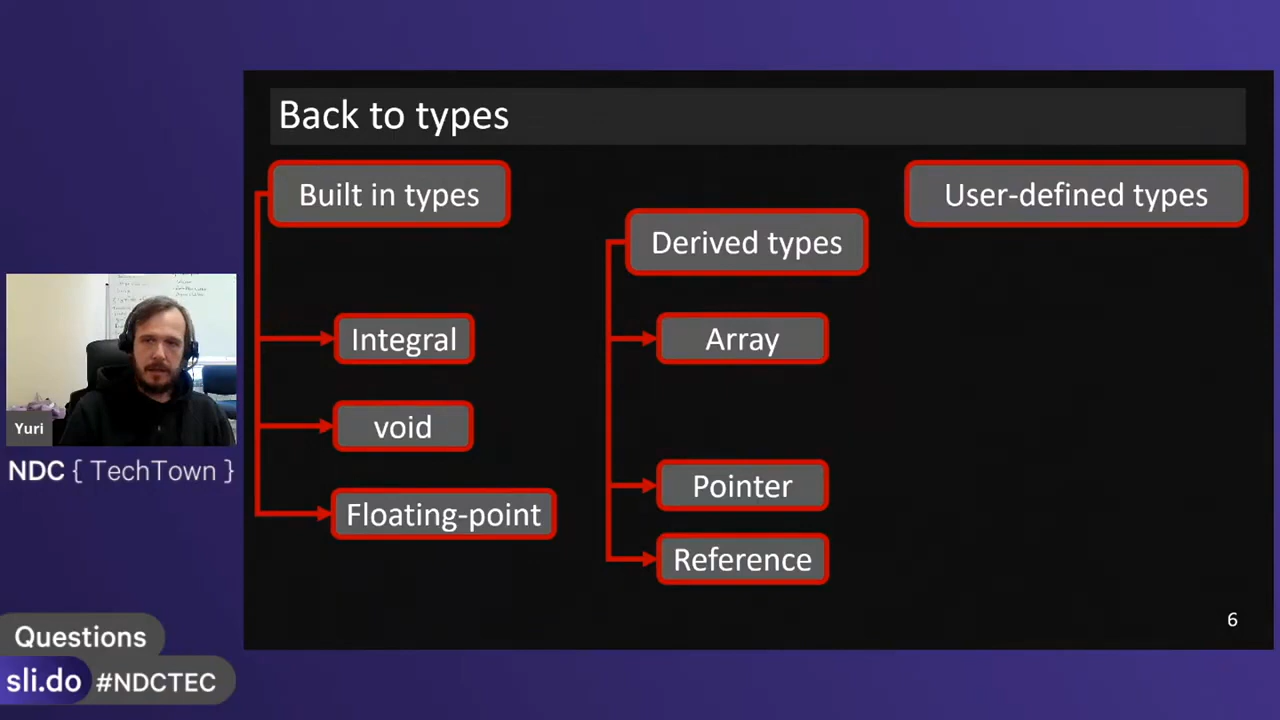 Back to types
Built in types
User-defined types
Derived types
Integral
Array
void
Pointer
Floating-point
Reference
6
Yuri
NDC { TechTown }
Questions
sli.do #NDCTEC